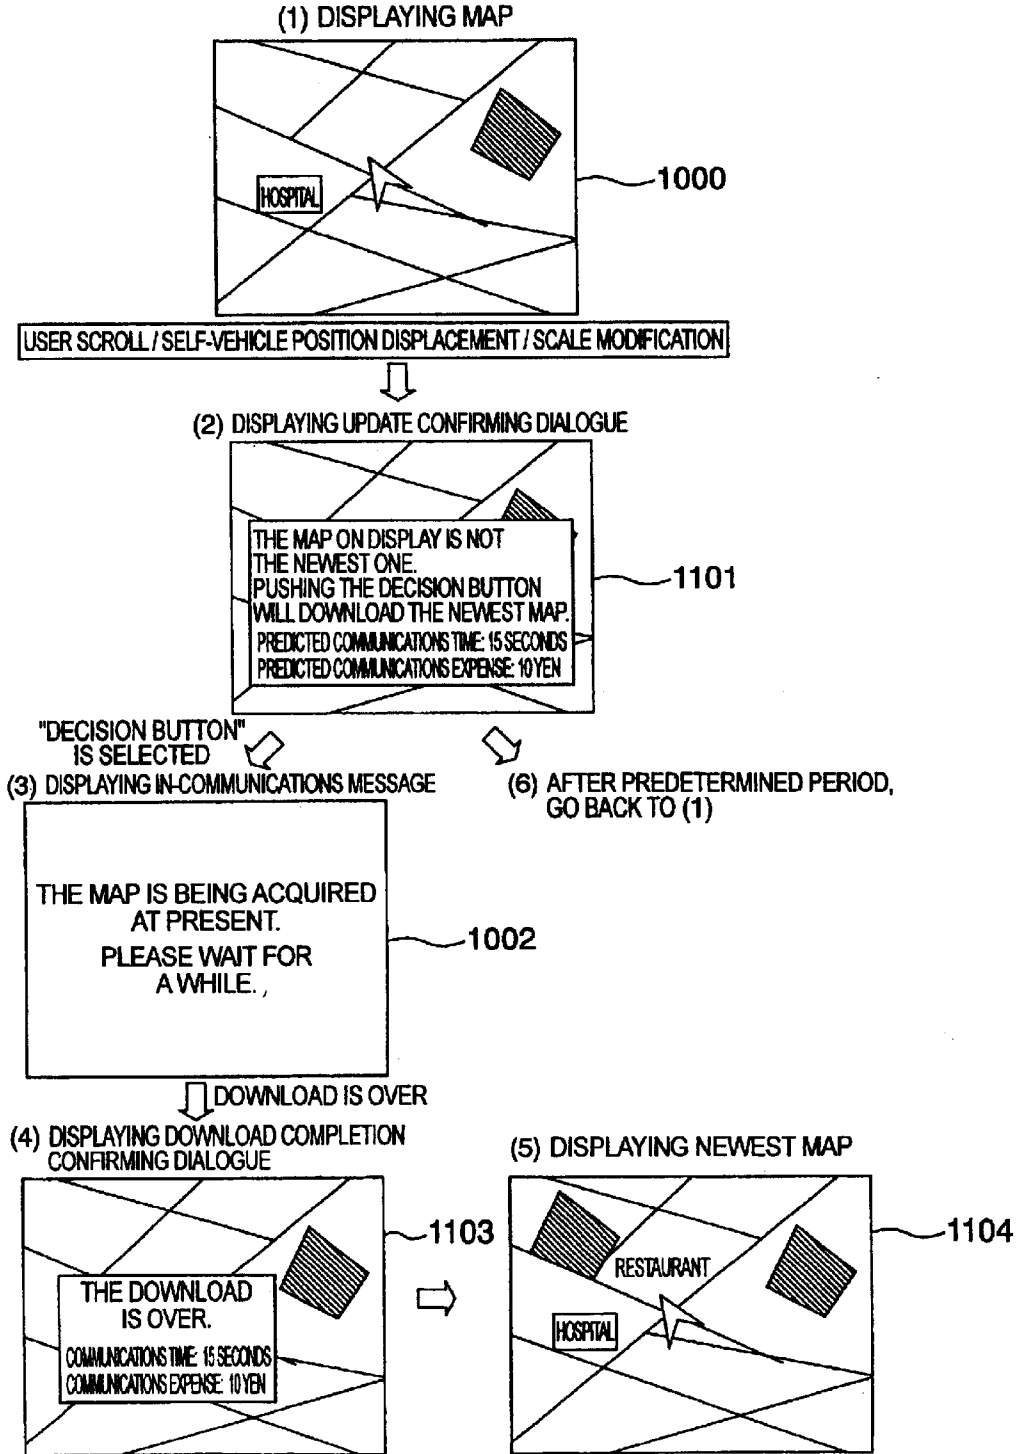 (1) DISPLAYING MAP
HOSPITAL
1000
USER SCROLL / SELF-VEHICLE POSITION DISPLACEMENT / SCALE MODIFICATION
(2) DISPLAYING UPDATE CONFIRMING DIALOGUE
THE MAP ON DISPLAY IS NOT
THE NEWEST ONE.
PUSHING THE DECISION BUTTON
WILL DOWNLOAD THE NEWEST MAP.
PREDICTED COMMUNICATIONS TIME: 15 SECONDS
PREDICTED COMMUNICATIONS EXPENSE: 10 YEN
1101
"DECISION BUTTON"
IS SELECTED
(3) DISPLAYING IN-COMMUNICATIONS MESSAGE
(6) AFTER PREDETERMINED PERIOD,
GO BACK TO (1)
THE MAP IS BEING ACQUIRED
AT PRESENT.
PLEASE WAIT FOR
A WHILE.
1002
DOWNLOAD IS OVER
(4) DISPLAYING DOWNLOAD COMPLETION
CONFIRMING DIALOGUE
THE DOWNLOAD
IS OVER.
COMMUNICATIONS TIME: 15 SECONDS
COMMUNICATIONS EXPENSE: 10 YEN
1103
(5) DISPLAYING NEWEST MAP
RESTAURANT
HOSPITAL
1104